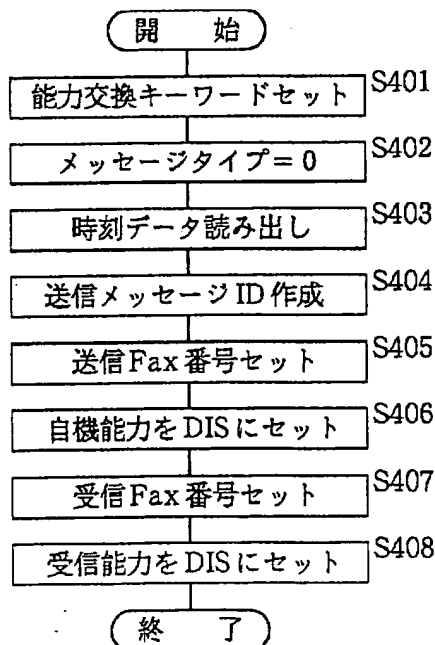 開 始
能力交換キーワードセット S401
メッセージタイプ=0 S402
時刻データ読み出し S403
送信メッセージID作成 S404
送信Fax番号セット S405
自機能力をDISにセット S406
受信Fax番号セット S407
受信能力をDISにセット S408
終 了